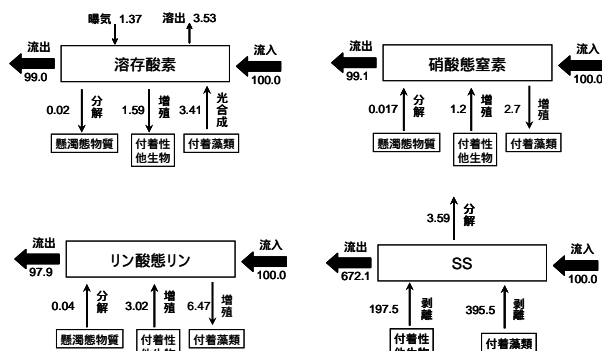 曝気 1.37
溶出 3.53
流出
溶存酸素
流入
99.0
100.0
0.02
分解
1.59
増殖
3.41
光合成
懸濁態物質
付着性
他生物
付着藻類
流出
硝酸態窒素
流入
99.1
100.0
0.017
分解
1.2
増殖
2.7
増殖
懸濁態物質
付着性
他生物
付着藻類
流出
リン酸態リン
流入
97.9
100.0
0.04
分解
3.02
増殖
6.47
増殖
懸濁態物質
付着性
他生物
付着藻類
3.59
分解
流出
SS
流入
672.1
100.0
197.5
剥離
395.5
剥離
付着性
他生物
付着藻類